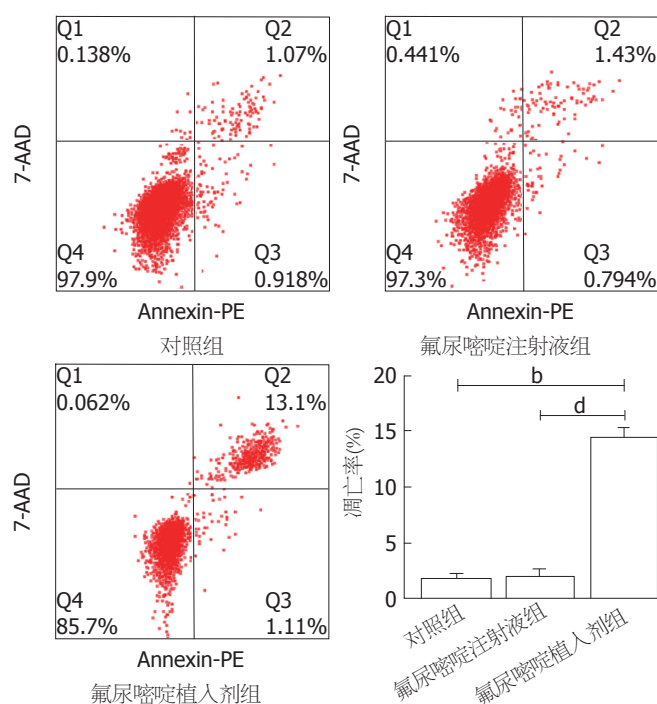 Q1 Q2
0.138% 1.07%
7-AAD
Q4 Q3
97.9% 0.918%
Annexin-PE
对照组
Q1 Q2
0.441% 1.43%
7-AAD
Q4 Q3
97.3% 0.794%
Annexin-PE
氟尿嘧啶注射液组
Q1 Q2
0.062% 13.1%
7-AAD
Q4 Q3
85.7% 1.11%
Annexin-PE
氟尿嘧啶植入剂组
20
15
10
5
0
凋亡率(%)
b
d
对照组
氟尿嘧啶注射液组
氟尿嘧啶植入剂组